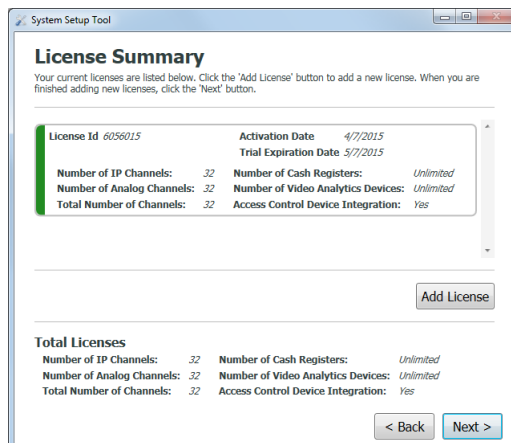 System Setup Tool
License Summary
Your current licenses are listed below. Click the 'Add License' button to add a new license. When you are
finished adding new licenses, click the 'Next' button.
License Id 6056015 Activation Date 4/7/2015
Trial Expiration Date 5/7/2015
Number of IP Channels: 32 Number of Cash Registers: Unlimited
Number of Analog Channels: 32 Number of Video Analytics Devices: Unlimited
Total Number of Channels: 32 Access Control Device Integration: Yes
Add License
Total Licenses
Number of IP Channels: 32 Number of Cash Registers: Unlimited
Number of Analog Channels: 32 Number of Video Analytics Devices: Unlimited
Total Number of Channels: 32 Access Control Device Integration: Yes
< Back Next >